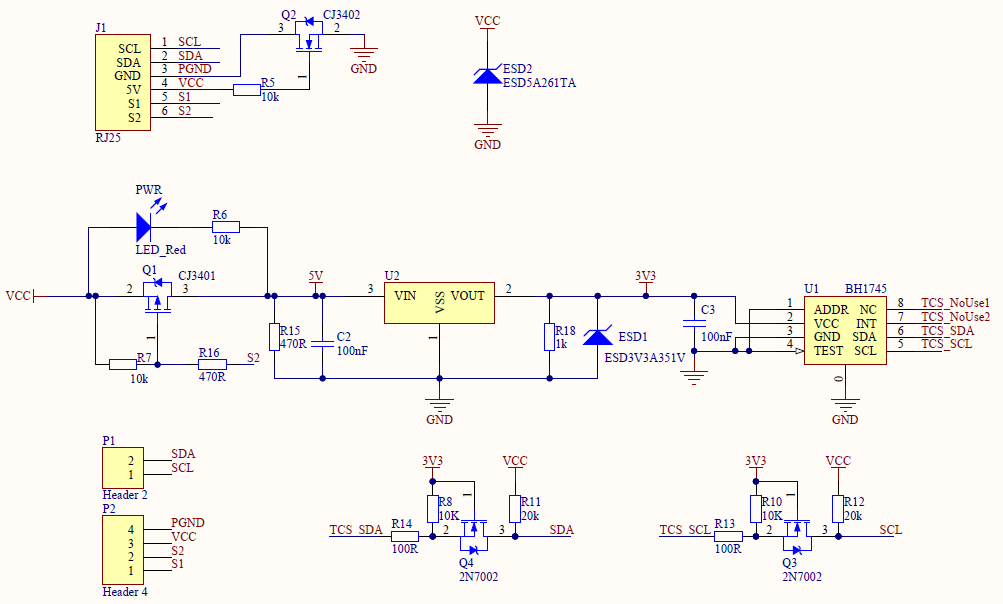 J1
SCL 1 SCL
SDA 2 SDA
GND 3 PGND
5V 4 VCC
S1 5 S1
S2 6 S2
RJ25
R5
10k
Q2 CJ3402
3 2
1
GND
VCC
ESD2
ESD5A261TA
GND
PWR
LED_Red
R6
10k
VCC
Q1 CJ3401
2 3
1
R7
10k
R16
470R
S2
R15
470R
5V
C2
100nF
U2
3 VIN VSS VOUT 2
1
GND
3V3
R18
1k
ESD1
ESD3V3A351V
C3
100nF
U1 BH1745
1 ADDR NC 8 TCS_NoUse1
2 VCC INT 7 TCS_NoUse2
3 GND SDA 6 TCS_SDA
4 TEST SCL 5 TCS_SCL
0
GND
P1
2 SDA
1 SCL
Header 2
P2
4 PGND
3 VCC
2 S2
1 S1
Header 4
3V3 VCC
R8
10K
1
R11
20k
TCS_SDA R14 2 3 SDA
100R
Q4
2N7002
3V3 VCC
R10
10K
1
R12
20k
TCS_SCL R13 2 3 SCL
100R
Q3
2N7002